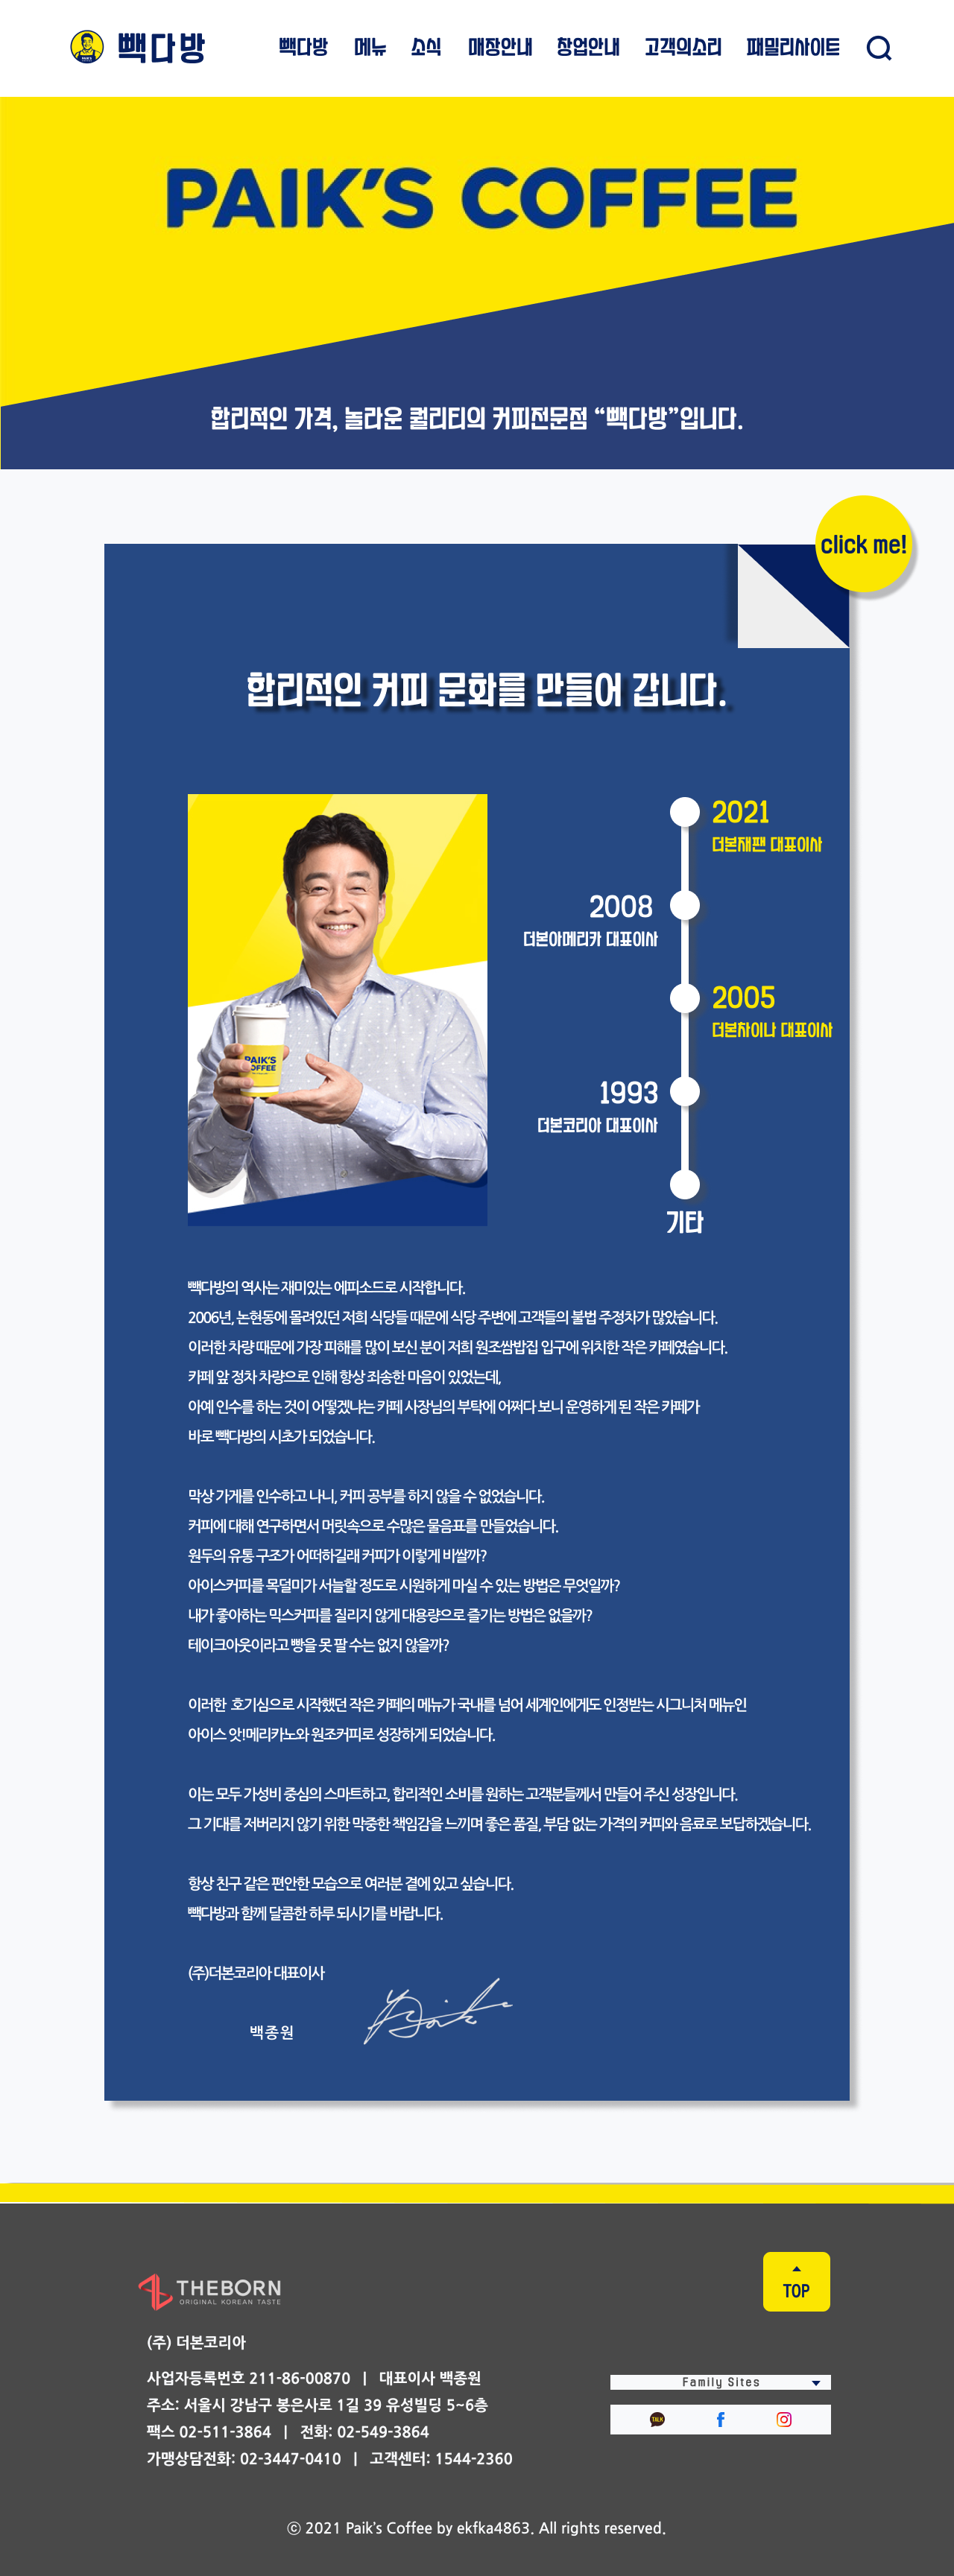 빽다방 빽다방 메뉴 소식 매장안내 창업안내 고객의소리 패밀리사이트
PAIK'S COFFEE
합리적인 가격, 놀라운 퀄리티의 커피전문점 “빽다방”입니다.
click me!
합리적인 커피 문화를 만들어 갑니다.
2021
더본재팬 대표이사
2008
더본아메리카 대표이사
2005
더본차이나 대표이사
1993
더본코리아 대표이사
기타
PAIK'S
COFFEE
빽다방의 역사는 재미있는 에피소드로 시작합니다.
2006년, 논현동에 몰려있던 저희 식당들 때문에 식당 주변에 고객들의 불법 주정차가 많았습니다.
이러한 차량 때문에 가장 피해를 많이 보신 분이 저희 원조쌈밥집 입구에 위치한 작은 카페였습니다.
카페 앞 정차 차량으로 인해 항상 죄송한 마음이 있었는데,
아예 인수를 하는 것이 어떻겠냐는 카페 사장님의 부탁에 어쩌다 보니 운영하게 된 작은 카페가
바로 빽다방의 시초가 되었습니다.
막상 가게를 인수하고 나니, 커피 공부를 하지 않을 수 없었습니다.
커피에 대해 연구하면서 머릿속으로 수많은 물음표를 만들었습니다.
원두의 유통 구조가 어떠하길래 커피가 이렇게 비쌀까?
아이스커피를 목덜미가 서늘할 정도로 시원하게 마실 수 있는 방법은 무엇일까?
내가 좋아하는 믹스커피를 질리지 않게 대용량으로 즐기는 방법은 없을까?
테이크아웃이라고 빵을 못 팔 수는 없지 않을까?
이러한 호기심으로 시작했던 작은 카페의 메뉴가 국내를 넘어 세계인에게도 인정받는 시그니처 메뉴인
아이스 앗!메리카노와 원조커피로 성장하게 되었습니다.
이는 모두 가성비 중심의 스마트하고, 합리적인 소비를 원하는 고객분들께서 만들어 주신 성장입니다.
그 기대를 저버리지 않기 위한 막중한 책임감을 느끼며 좋은 품질, 부담 없는 가격의 커피와 음료로 보답하겠습니다.
항상 친구 같은 편안한 모습으로 여러분 곁에 있고 싶습니다.
빽다방과 함께 달콤한 하루 되시기를 바랍니다.
(주)더본코리아 대표이사
백종원
THEBORN
ORIGINAL KOREAN TASTE
TOP
(주) 더본코리아
사업자등록번호 211-86-00870 | 대표이사 백종원
주소: 서울시 강남구 봉은사로 1길 39 유성빌딩 5~6층
팩스 02-511-3864 | 전화: 02-549-3864
가맹상담전화: 02-3447-0410 | 고객센터: 1544-2360
Family Sites
TALK
ⓒ 2021 Paik's Coffee by ekfka4863. All rights reserved.